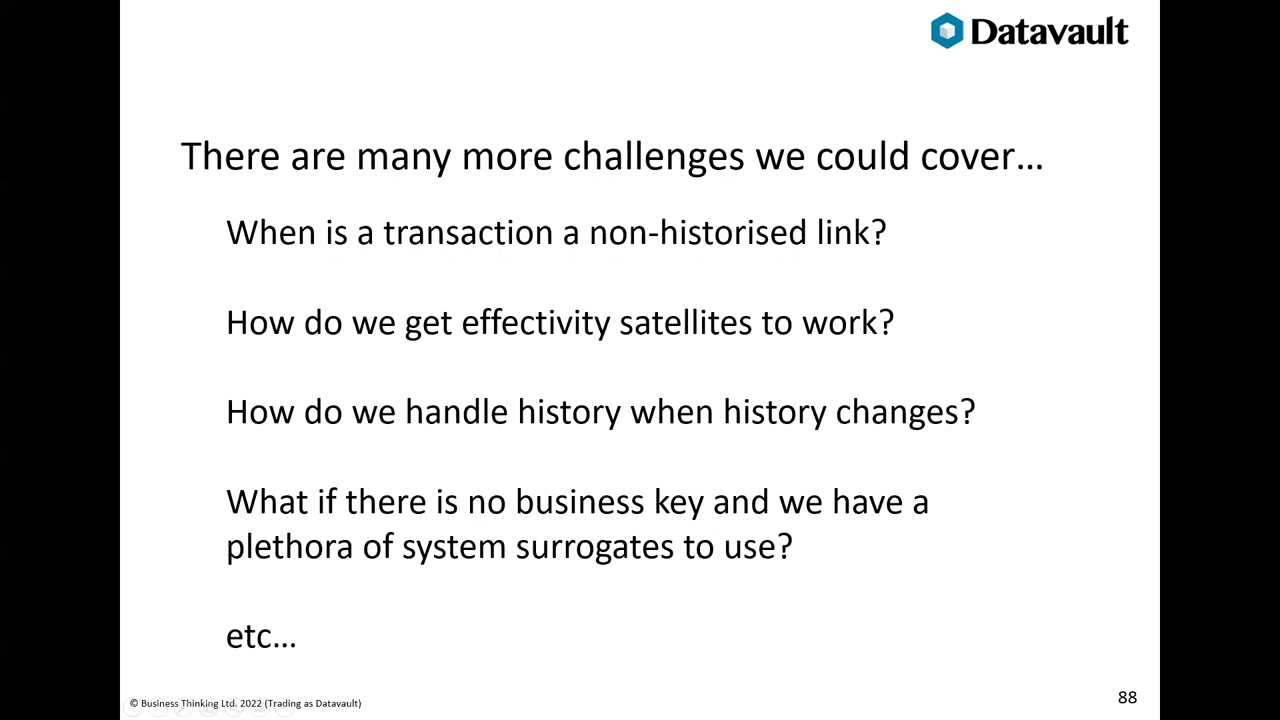 Datavault
There are many more challenges we could cover...
When is a transaction a non-historised link?
How do we get effectivity satellites to work?
How do we handle history when history changes?
What if there is no business key and we have a
plethora of system surrogates to use?
etc...
© Business Thinking Ltd. 2022 (Trading as Datavault)
88